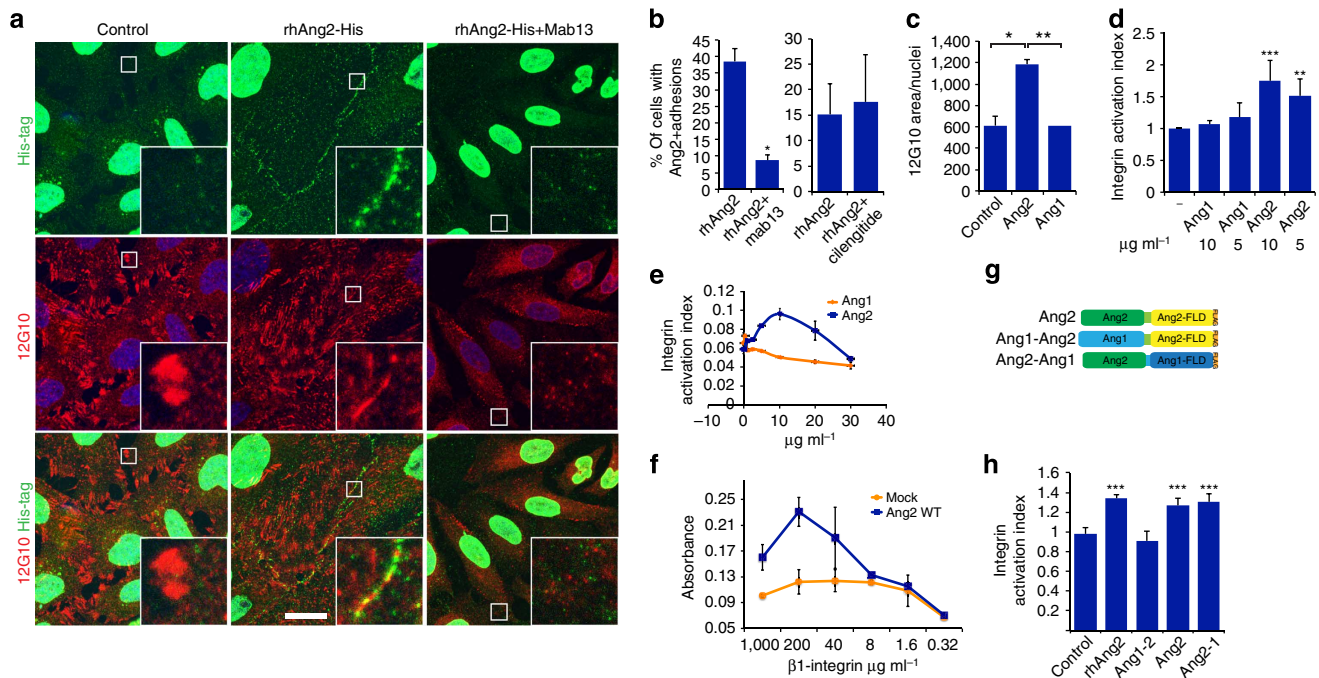 a
Control
rhAng2-His
rhAng2-His+Mab13
His-tag
12G10
12G10 His-tag
b
% Of cells with
Ang2-adhesions
45
40
35
30
25
20
15
10
5
0
rhAng2
rhAng2+
mab13
*
30
25
20
15
10
5
0
rhAng2
rhAng2+
cilengitide
c
12G10 area/nuclei
1,400
1,200
1,000
800
600
400
200
0
* **
Control
Ang2
Ang1
d
Integrin activation index
2.5
2
1.5
1
0.5
0
***
**
– Ang1 Ang1 Ang2 Ang2
µg ml–1 10 5 10 5
e
Integrin
activation index
0.12
0.1
0.08
0.06
0.04
0.02
0
Ang1
Ang2
–10 0 10 20 30 40
µg ml–1
f
Absorbance
0.25
0.21
0.17
0.13
0.09
0.05
Mock
Ang2 WT
1,000 200 40 8 1.6 0.32
β1-integrin µg ml–1
g
Ang2 Ang2 Ang2-FLD FLAG
Ang1-Ang2 Ang1 Ang2-FLD FLAG
Ang2-Ang1 Ang2 Ang1-FLD FLAG
h
Integrin
activation index
1.6
1.4
1.2
1
0.8
0.6
0.4
0.2
*** *** ***
Control
rhAng2
Ang1-2
Ang2
Ang2-1